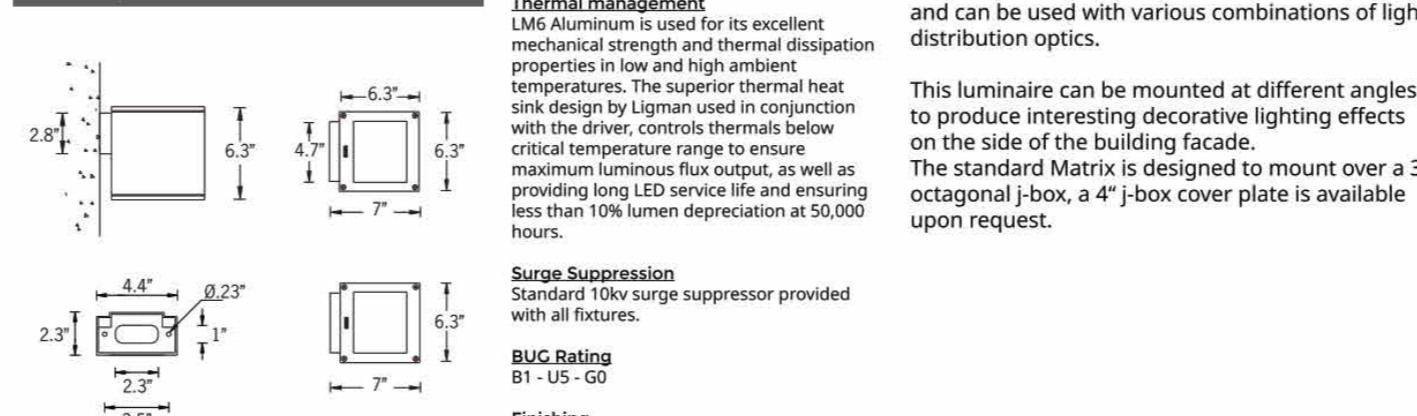 2.8"
6.3"
6.3"
4.7"
6.3"
7"
4.4"
Ø.23"
2.3"
1"
2.3"
6.3"
7"
Thermal management
LM6 Aluminum is used for its excellent
mechanical strength and thermal dissipation
properties in low and high ambient
temperatures. The superior thermal heat
sink design by Ligman used in conjunction
with the driver, controls thermals below
critical temperature range to ensure
maximum luminous flux output, as well as
providing long LED service life and ensuring
less than 10% lumen depreciation at 50,000
hours.
Surge Suppression
Standard 10kv surge suppressor provided
with all fixtures.
BUG Rating
B1 - U5 - G0
Finishing
and can be used with various combinations of ligh
distribution optics.
This luminaire can be mounted at different angles
to produce interesting decorative lighting effects
on the side of the building facade.
The standard Matrix is designed to mount over a 3
octagonal j-box, a 4“ j-box cover plate is available
upon request.